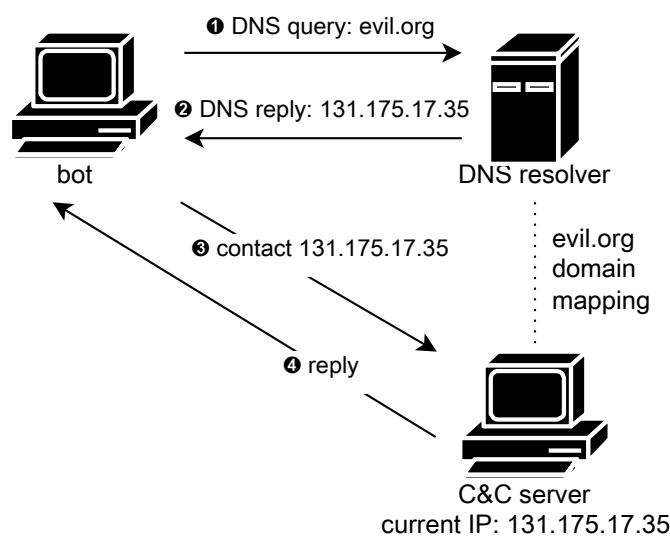 ❶ DNS query: evil.org
❷ DNS reply: 131.175.17.35
bot
DNS resolver
❸ contact 131.175.17.35
evil.org
domain
mapping
❹ reply
C&C server
current IP: 131.175.17.35